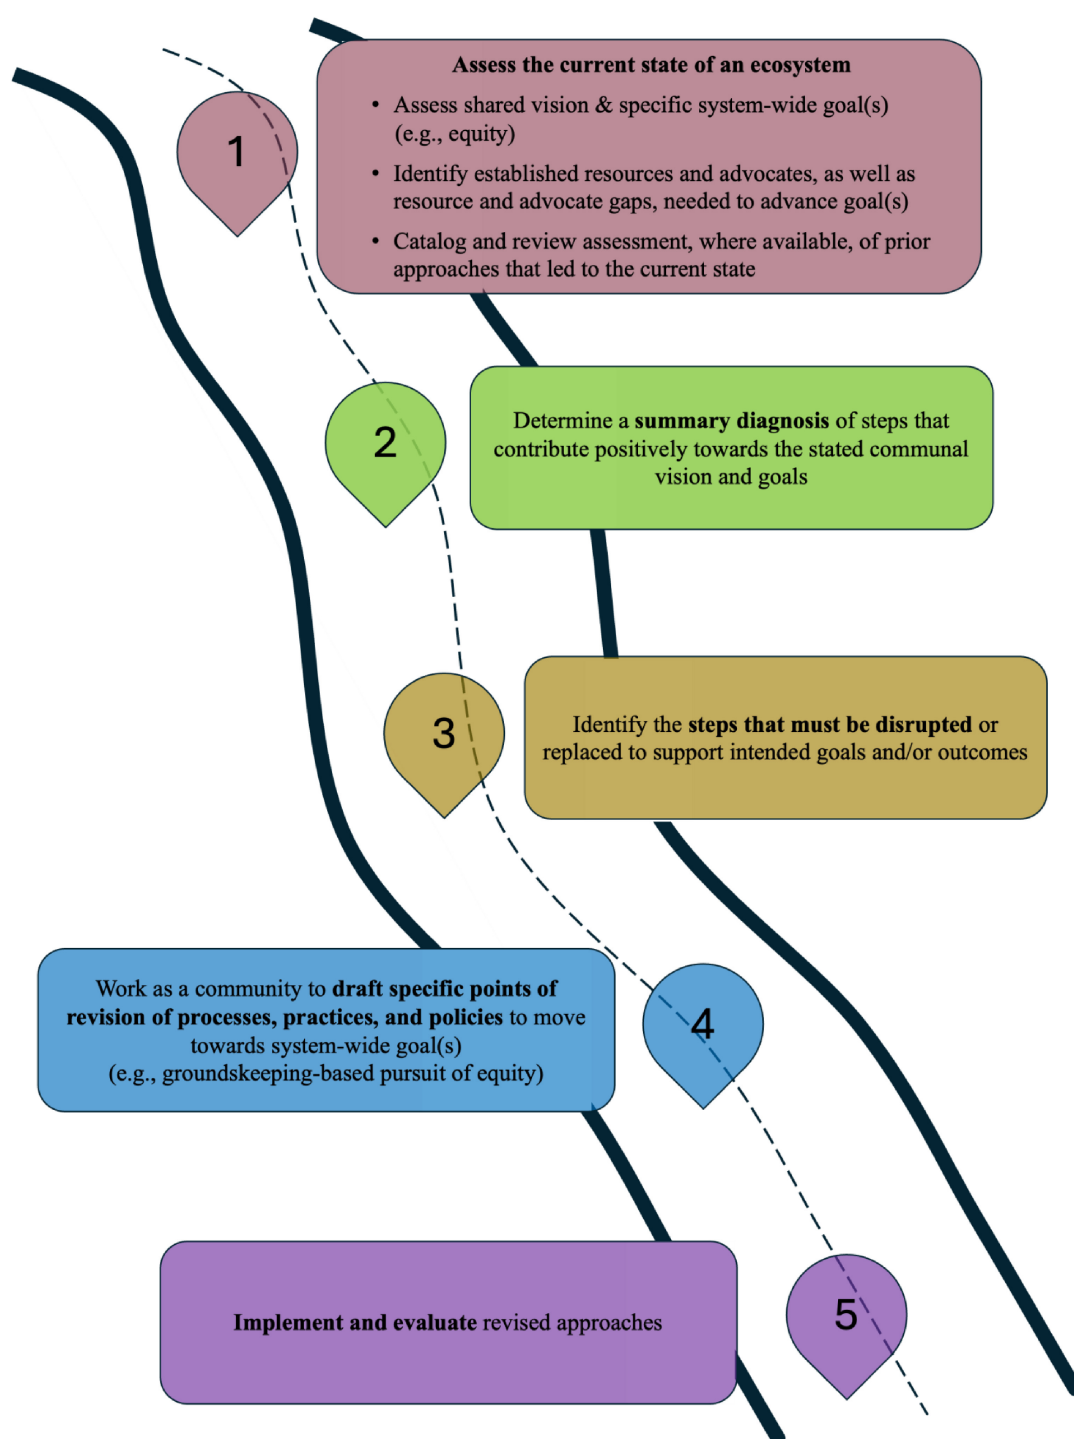 Assess the current state of an ecosystem
• Assess shared vision & specific system-wide goal(s)
(e.g., equity)
• Identify established resources and advocates, as well as
resource and advocate gaps, needed to advance goal(s)
• Catalog and review assessment, where available, of prior
approaches that led to the current state
1
2
Determine a summary diagnosis of steps that
contribute positively towards the stated communal
vision and goals
3
Identify the steps that must be disrupted or
replaced to support intended goals and/or outcomes
Work as a community to draft specific points of
revision of processes, practices, and policies to move
towards system-wide goal(s)
(e.g., groundskeeping-based pursuit of equity)
4
Implement and evaluate revised approaches
5